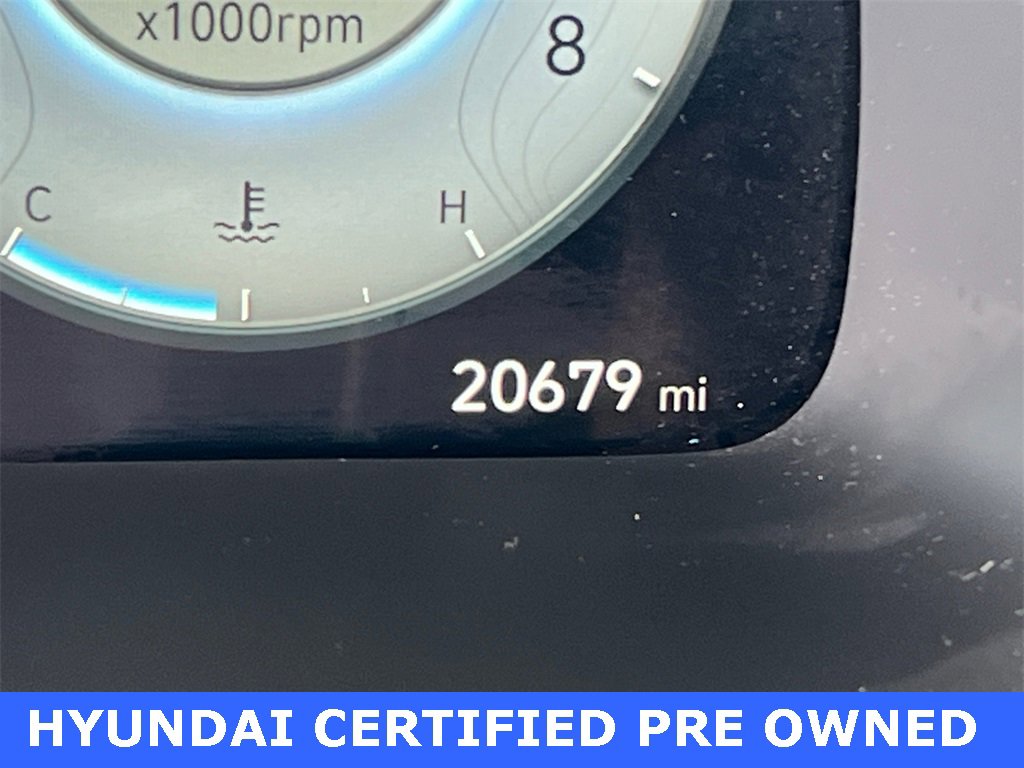 x1000rpm
8
C
H
20679 mi
HYUNDAI CERTIFIED PRE OWNED